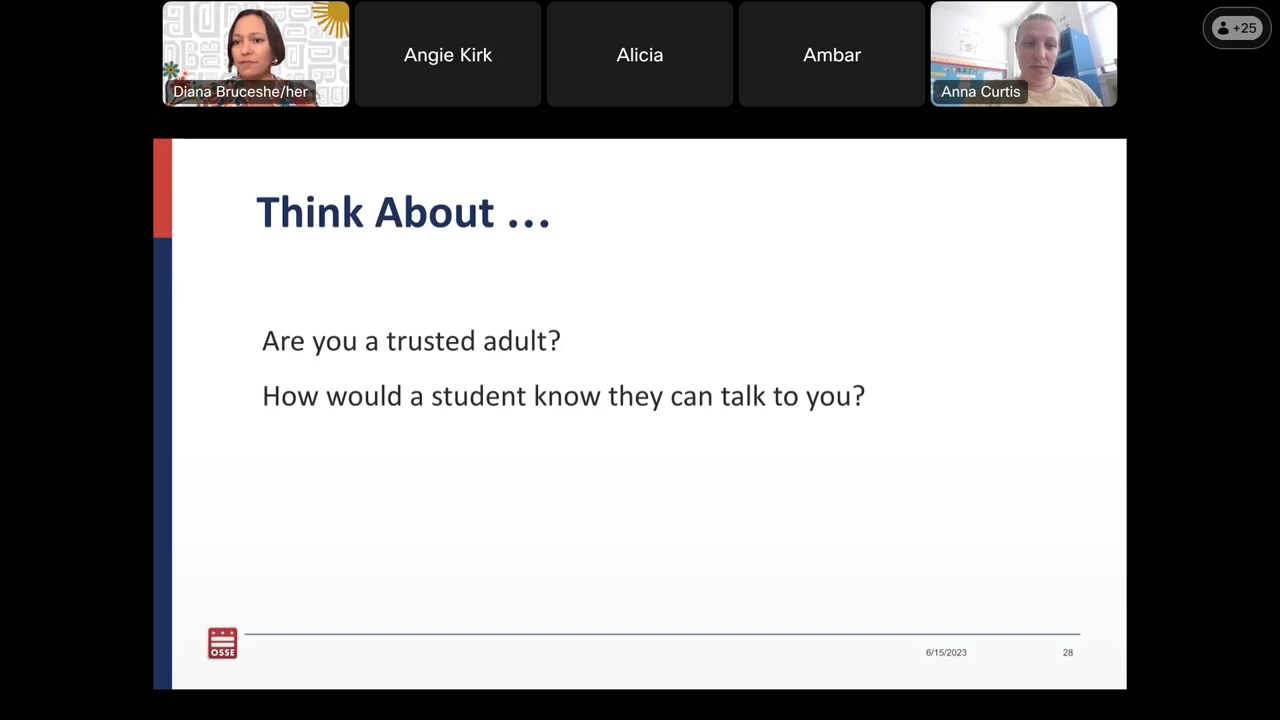 Diana Bruceshe/her
Angie Kirk
Alicia
Ambar
Anna Curtis
+25
MATH
Think About ...
Are you a trusted adult?
How would a student know they can talk to you?
OSSE
6/15/2023
28